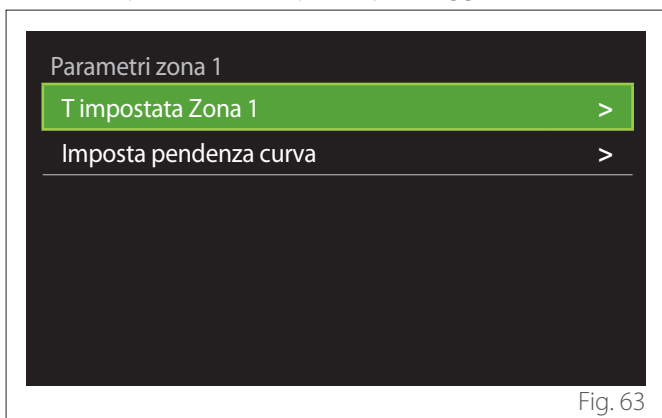 Parametri zona 1
T impostata Zona 1 >
Imposta pendenza curva >
Fig. 63